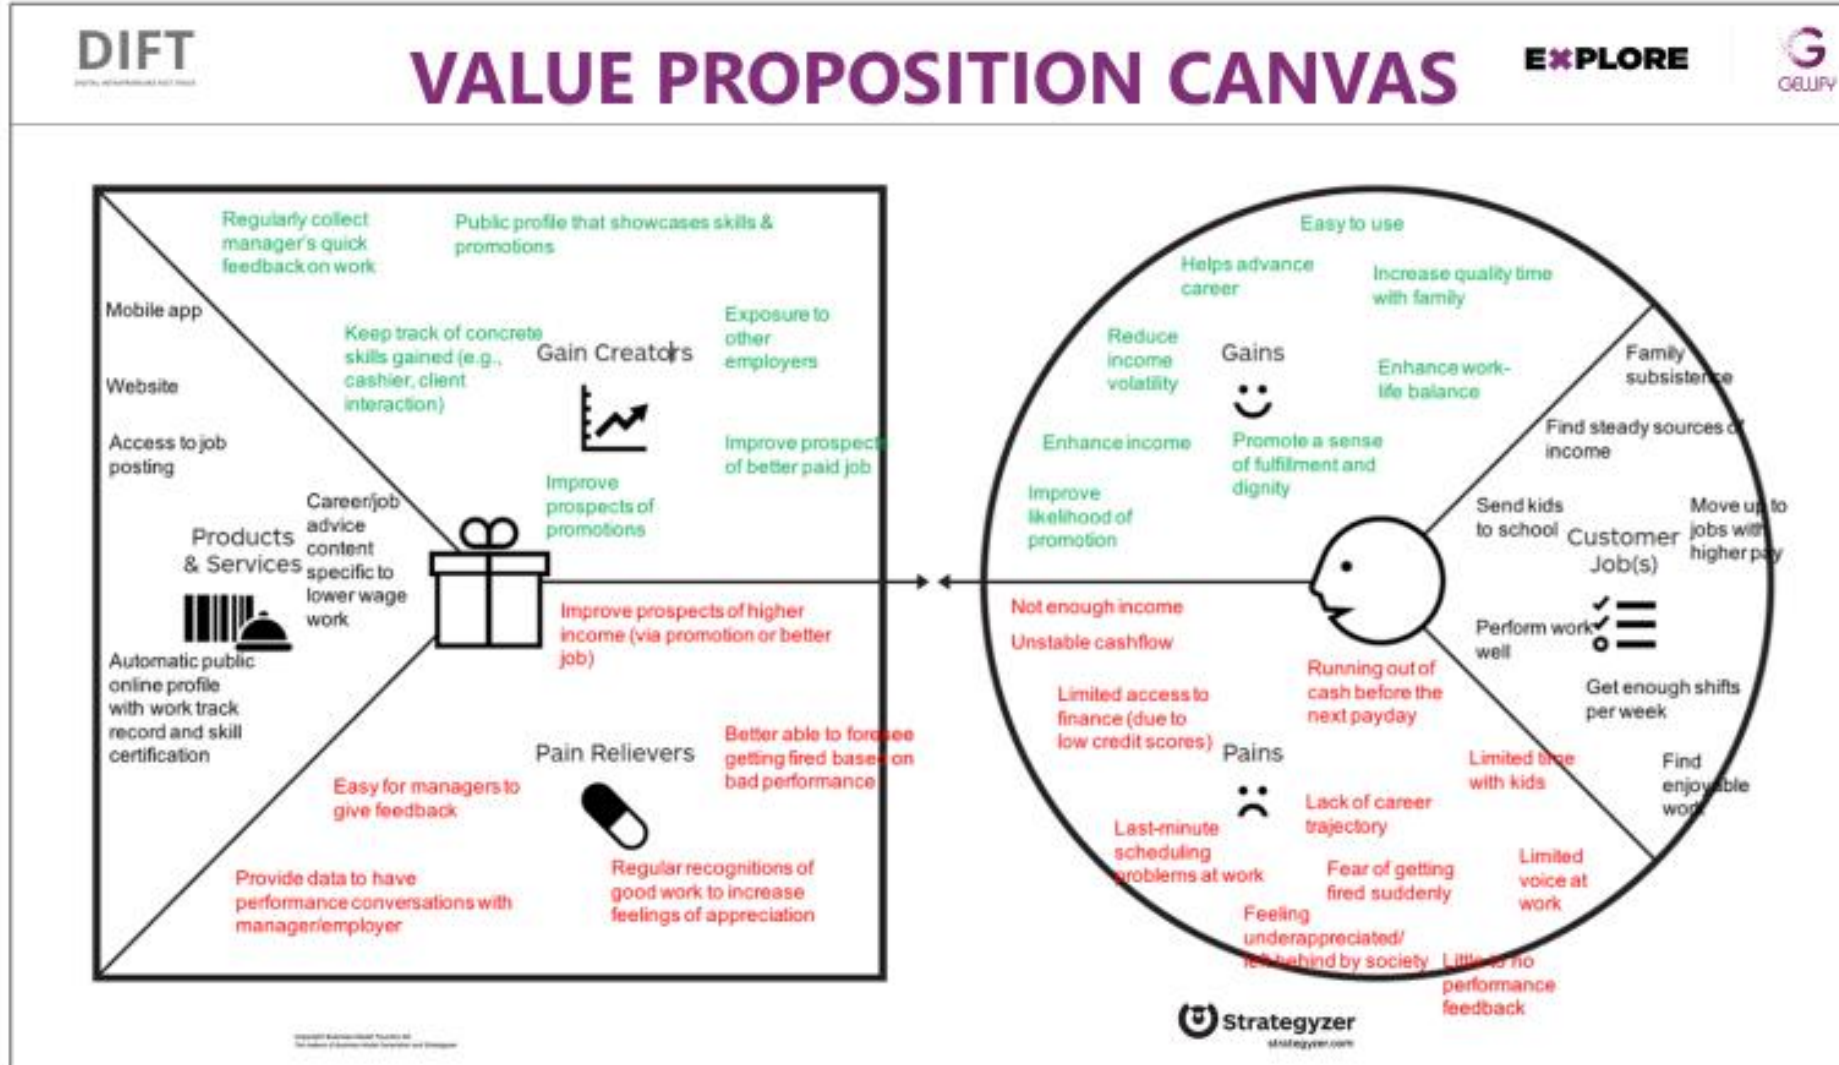 DIFT
VALUE PROPOSITION CANVAS
EXPLORE
GELLIFY
Regularly collect
manager's quick
feedback on work
Public profile that showcases skills &
promotions
Mobile app
Keep track of concrete
skills gained (e.g.,
cashier, client
interaction)
Gain Creators
Exposure to
other
employers
Website
Access to job
posting
Improve prospects
of better paid job
Improve
prospects of
promotions
Career/job
advice
content
specific to
lower wage
work
Products
& Services
Automatic public
online profile
with work track
record and skill
certification
Improve prospects of higher
income (via promotion or better
job)
Pain Relievers
Better able to foresee
getting fired based on
bad performance
Easy for managers to
give feedback
Provide data to have
performance conversations with
manager/employer
Regular recognitions of
good work to increase
feelings of appreciation
Easy to use
Helps advance
career
Increase quality time
with family
Reduce
income
volatility
Gains
Enhance work-
life balance
Enhance income
Promote a sense
of fulfillment and
dignity
Improve
likelihood of
promotion
Family
subsistence
Find steady sources of
income
Send kids
to school
Customer
Job(s)
Move up to
jobs with
higher pay
Perform work
well
Get enough shifts
per week
Find
enjoyable
work
Not enough income
Unstable cashflow
Running out of
cash before the
next payday
Limited access to
finance (due to
low credit scores)
Pains
Limited time
with kids
Lack of career
trajectory
Last-minute
scheduling
problems at work
Fear of getting
fired suddenly
Limited
voice at
work
Feeling
underappreciated/
left behind by society
Little to no
performance
feedback
Strategyzer
strategyzer.com